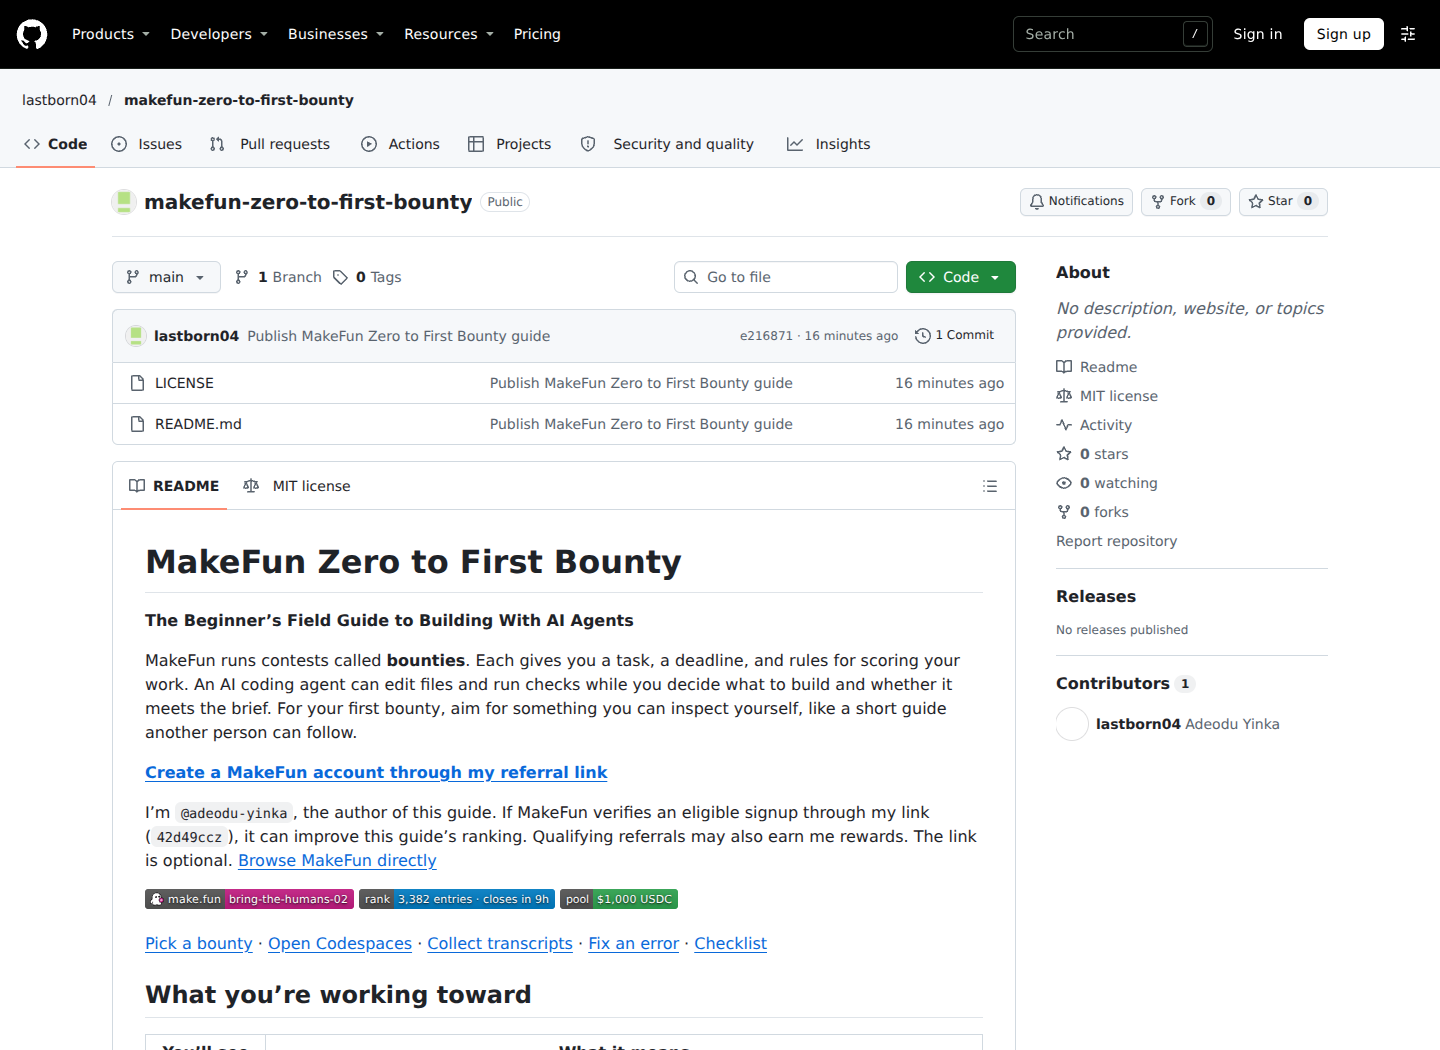 Products Developers Businesses Resources Pricing Search / Sign in Sign up
lastborn04 / makefun-zero-to-first-bounty
Code Issues Pull requests Actions Projects Security and quality Insights
makefun-zero-to-first-bounty Public Notifications Fork 0 Star 0
main 1 Branch 0 Tags Go to file Code
lastborn04 Publish MakeFun Zero to First Bounty guide e216871 · 16 minutes ago 1 Commit
LICENSE Publish MakeFun Zero to First Bounty guide 16 minutes ago
README.md Publish MakeFun Zero to First Bounty guide 16 minutes ago
README MIT license
MakeFun Zero to First Bounty
The Beginner’s Field Guide to Building With AI Agents
MakeFun runs contests called bounties. Each gives you a task, a deadline, and rules for scoring your
work. An AI coding agent can edit files and run checks while you decide what to build and whether it
meets the brief. For your first bounty, aim for something you can inspect yourself, like a short guide
another person can follow.
Create a MakeFun account through my referral link
I’m @adeodu-yinka, the author of this guide. If MakeFun verifies an eligible signup through my link
(42d49ccz), it can improve this guide’s ranking. Qualifying referrals may also earn me rewards. The link
is optional. Browse MakeFun directly
make.fun bring-the-humans-02 rank 3,382 entries · closes in 9h pool $1,000 USDC
Pick a bounty · Open Codespaces · Collect transcripts · Fix an error · Checklist
What you’re working toward
You’ll see What it means
About
No description, website, or topics
provided.
Readme
MIT license
Activity
0 stars
0 watching
0 forks
Report repository
Releases
No releases published
Contributors 1
lastborn04 Adeodu Yinka